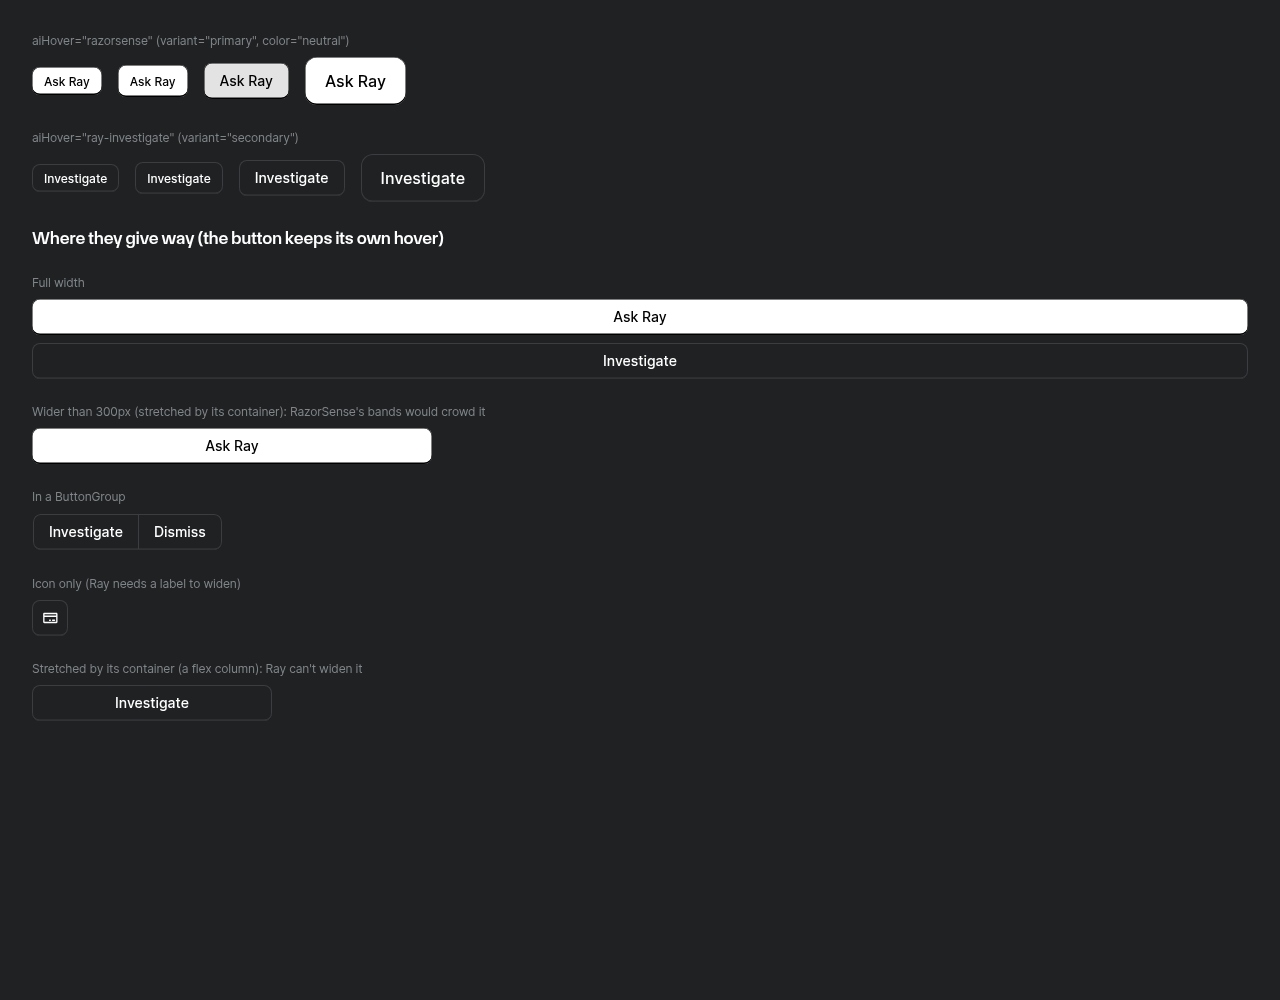 aiHover="razorsense" (variant="primary", color="neutral")
Ask Ray Ask Ray Ask Ray Ask Ray
aiHover="ray-investigate" (variant="secondary")
Investigate Investigate Investigate Investigate
Where they give way (the button keeps its own hover)
Full width
Ask Ray
Investigate
Wider than 300px (stretched by its container): RazorSense's bands would crowd it
Ask Ray
In a ButtonGroup
Investigate Dismiss
Icon only (Ray needs a label to widen)
Stretched by its container (a flex column): Ray can't widen it
Investigate